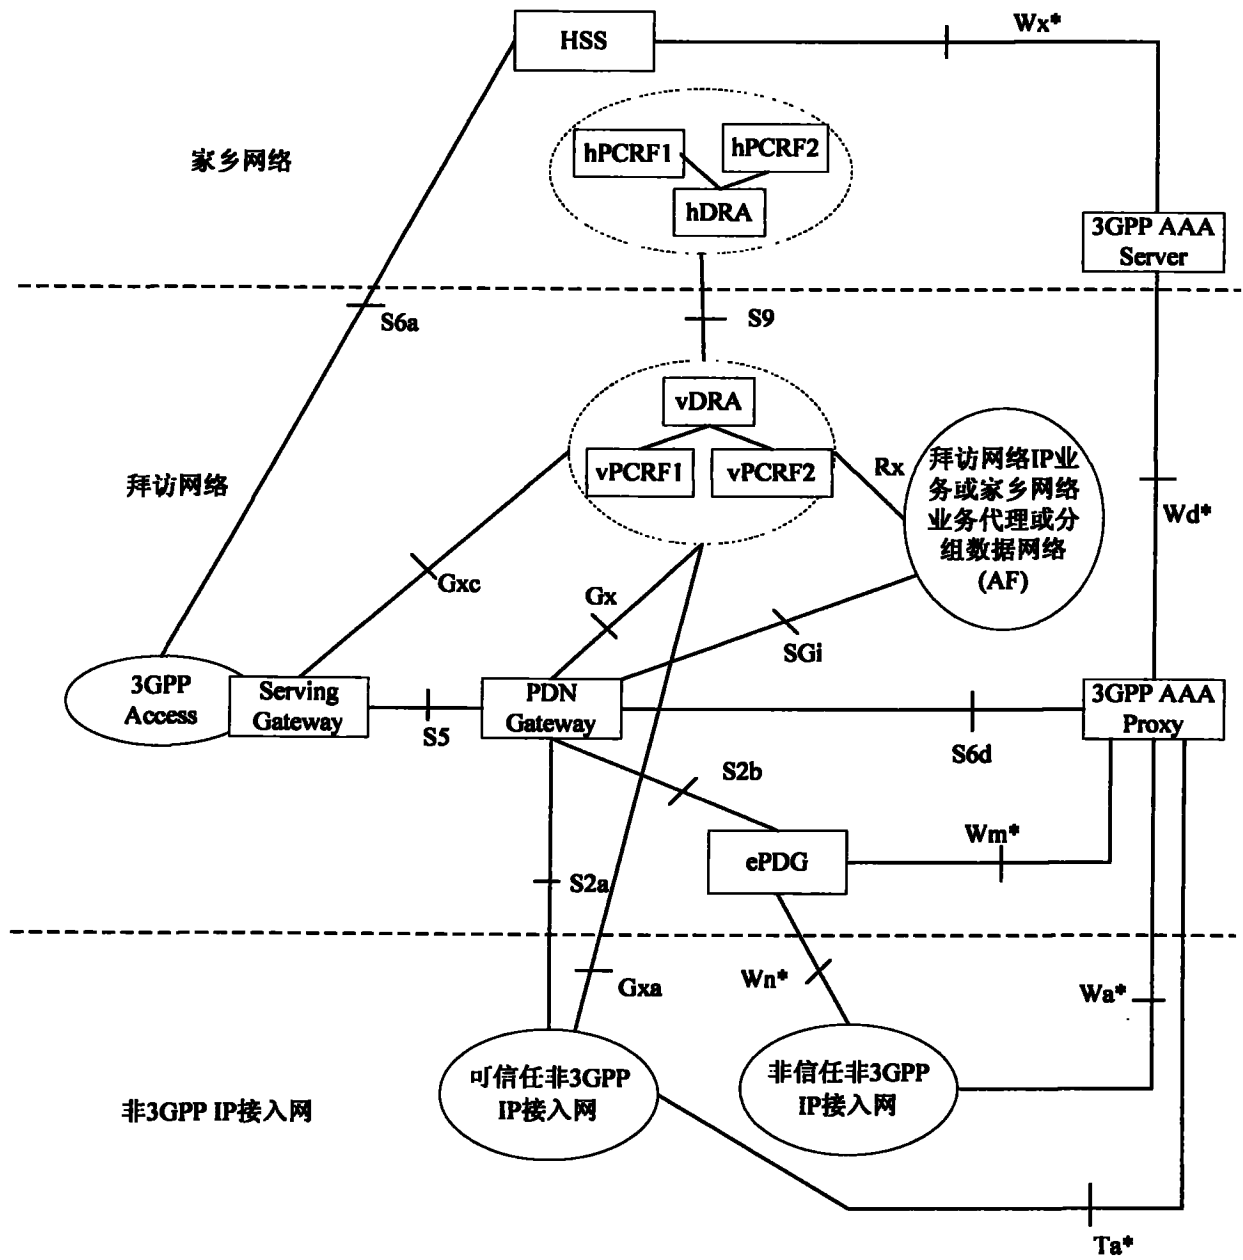 HSS
Wx*
家乡网络
hPCRF1
hPCRF2
hDRA
3GPP AAA
Server
S6a
S9
vDRA
vPCRF1
vPCRF2
Rx
拜访网络
拜访网络IP业
务或家乡网络
业务代理或分
组数据网络
(AF)
Wd*
Gxc
Gx
SGi
3GPP
Access
Serving
Gateway
S5
PDN
Gateway
S6d
3GPP AAA
Proxy
S2b
ePDG
Wm*
S2a
Gxa
Wn*
Wa*
非3GPP IP接入网
可信任非3GPP
IP接入网
非信任非3GPP
IP接入网
Ta*